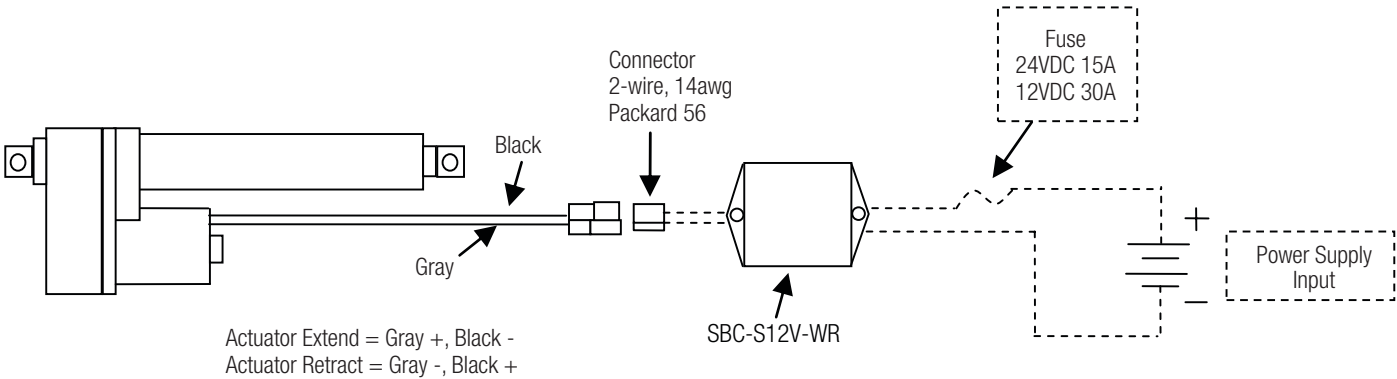 Fuse
24VDC 15A
12VDC 30A
Connector
2-wire, 14awg
Packard 56
Black
Gray
+
Power Supply
Input
−
SBC-S12V-WR
Actuator Extend = Gray +, Black -
Actuator Retract = Gray -, Black +